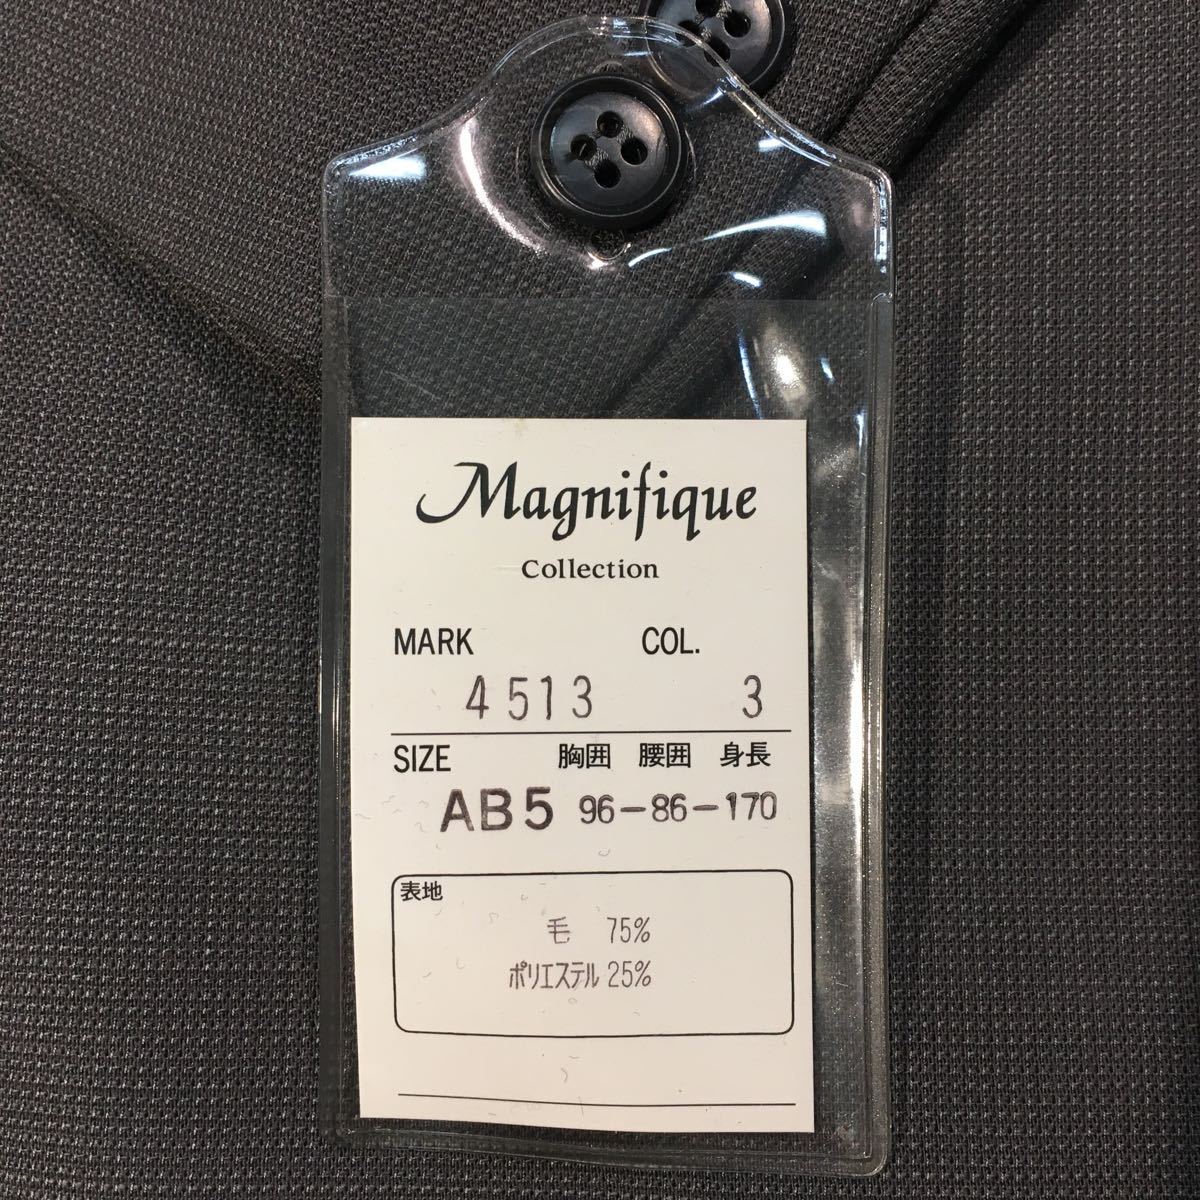 Magnifique
Collection
MARK COL.
4513 3
SIZE 胸囲 腰囲 身長
AB5 96-86-170
表地
毛 75%
ポリエステル 25%